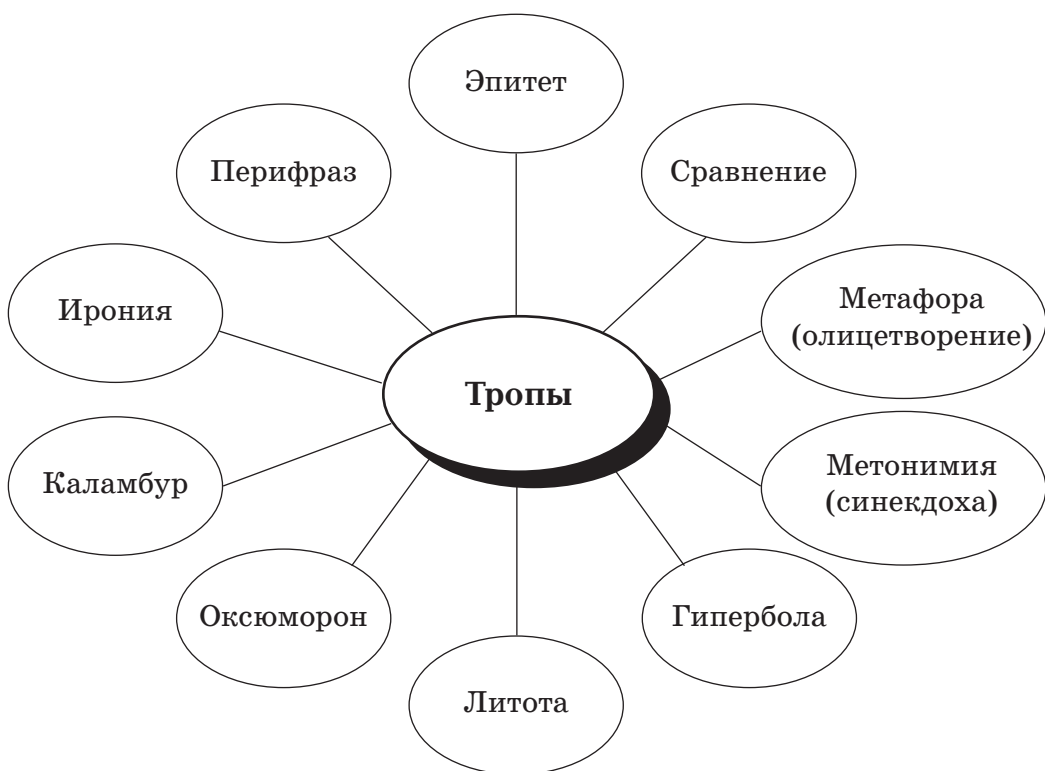 Эпитет
Перифраз
Сравнение
Ирония
Метафора
(олицетворение)
Тропы
Каламбур
Метонимия
(синекдоха)
Оксюморон
Гипербола
Литота